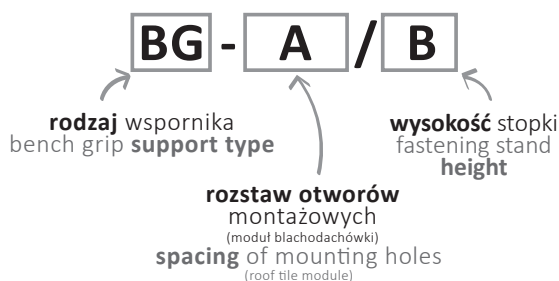 BG - A / B
rodzaj wspornika
bench grip support type
wysokość stopki
fastening stand
height
rozstaw otworów
montażowych
(moduł blachodachówki)
spacing of mounting holes
(roof tile module)